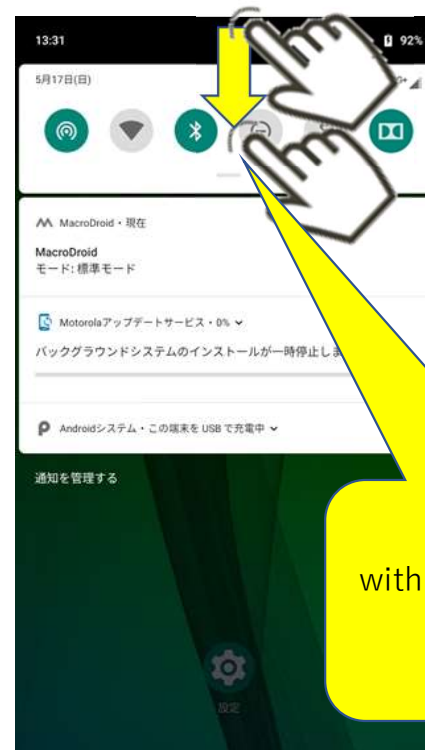 13:31
92%
5月17日(日)
MacroDroid・現在
MacroDroid
モード: 標準モード
Motorolaアップデートサービス・0%
バックグラウンドシステムのインストールが一時停止し
Androidシステム・この端末を USB で充電中
通知を管理する
with
設定